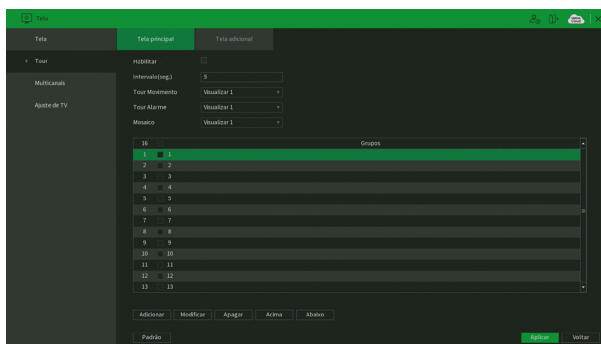 Tela
Tela
Tour
Multicanais
Ajuste de TV
Tela principal Tela adicional
Habilitar
Intervalo(seg.) 5
Tour Movimento Visualizar 1
Tour Alarme Visualizar 1
Mosaico Visualizar 1
16 Grupos
1 1
2 2
3 3
4 4
5 5
6 6
7 7
8 8
9 9
10 10
11 11
12 12
13 13
Adicionar Modificar Apagar Acima Abaixo
Padrão Aplicar Voltar